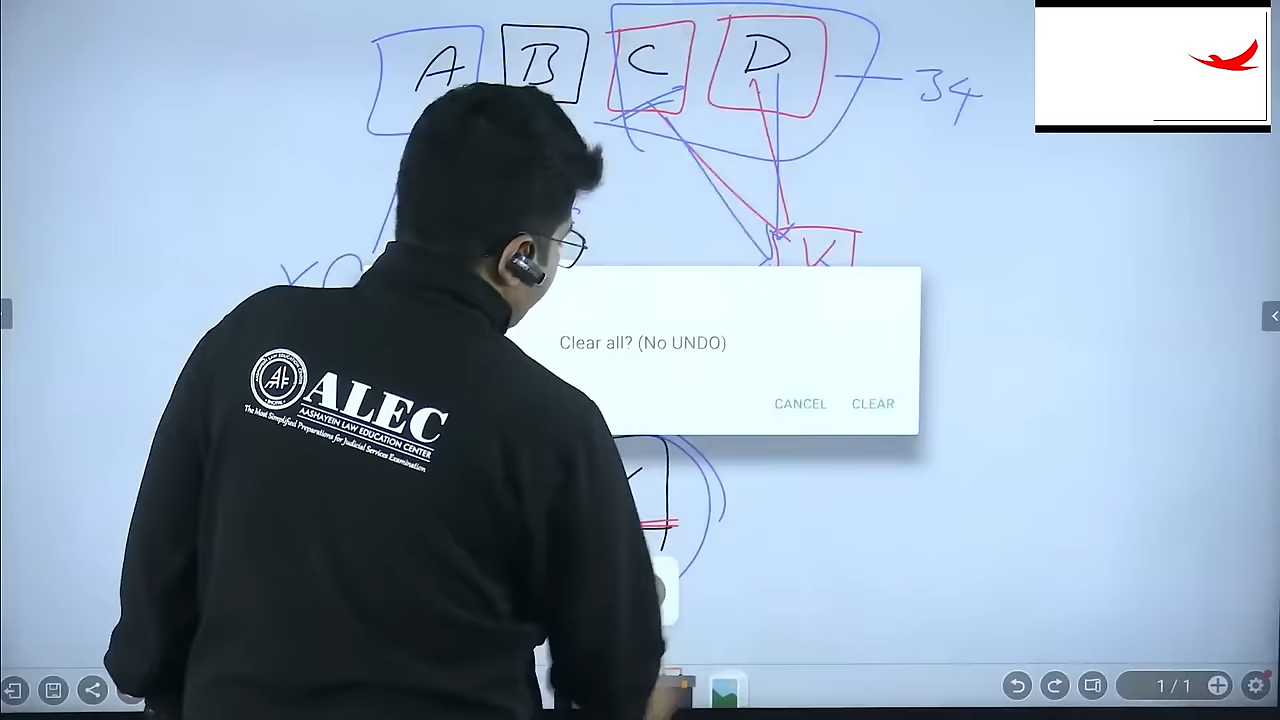 A B C D
34
K
Clear all? (No UNDO)
CANCEL CLEAR
ALEC
AASHAYEIN LAW EDUCATION CENTER
The Most Simplified Preparations for Judicial Services Examination
1 / 1